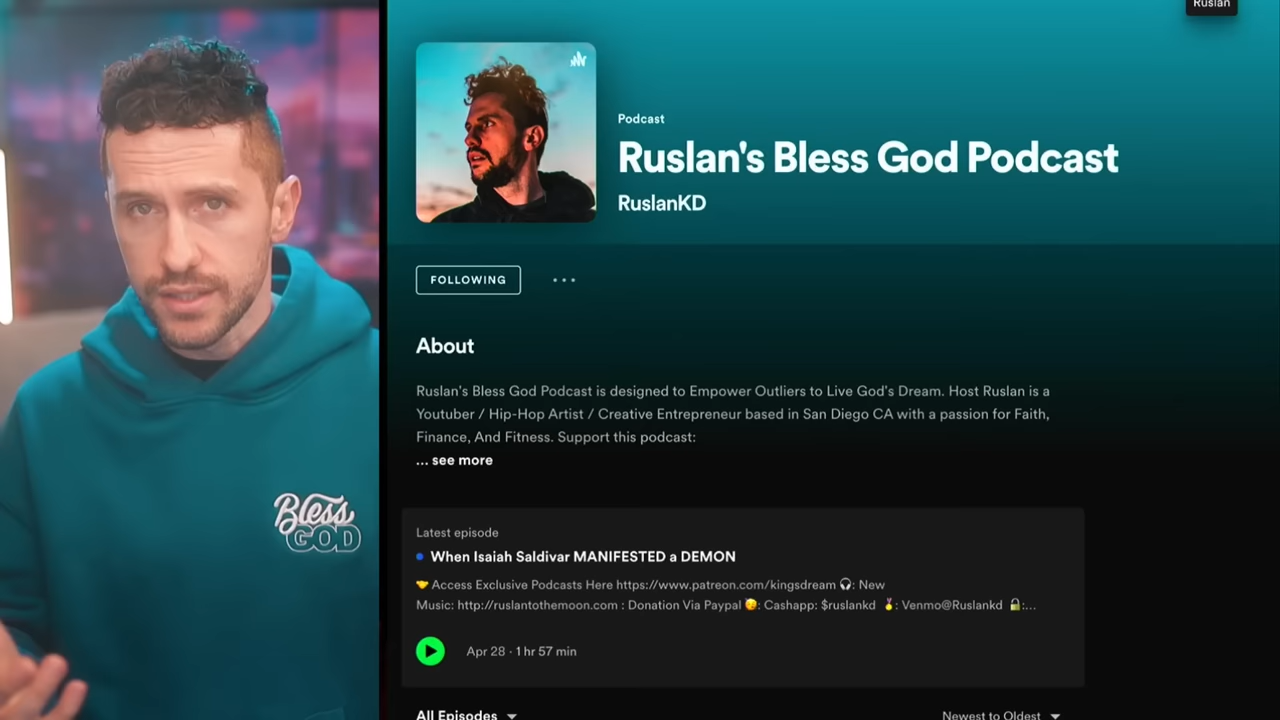 Ruslan
Podcast
Ruslan's Bless God Podcast
RuslanKD
FOLLOWING
About
Ruslan's Bless God Podcast is designed to Empower Outliers to Live God's Dream. Host Ruslan is a
Youtuber / Hip-Hop Artist / Creative Entrepreneur based in San Diego CA with a passion for Faith,
Finance, And Fitness. Support this podcast:
... see more
Bless
GOD
Latest episode
When Isaiah Saldivar MANIFESTED a DEMON
🤝 Access Exclusive Podcasts Here https://www.patreon.com/kingsdream 🎧: New
Music: http://ruslantothemoon.com : Donation Via Paypal 🥳: Cashapp: $ruslankd 🏅: Venmo@Ruslankd 🔓:...
Apr 28 · 1 hr 57 min
All Episodes
Newest to Oldest